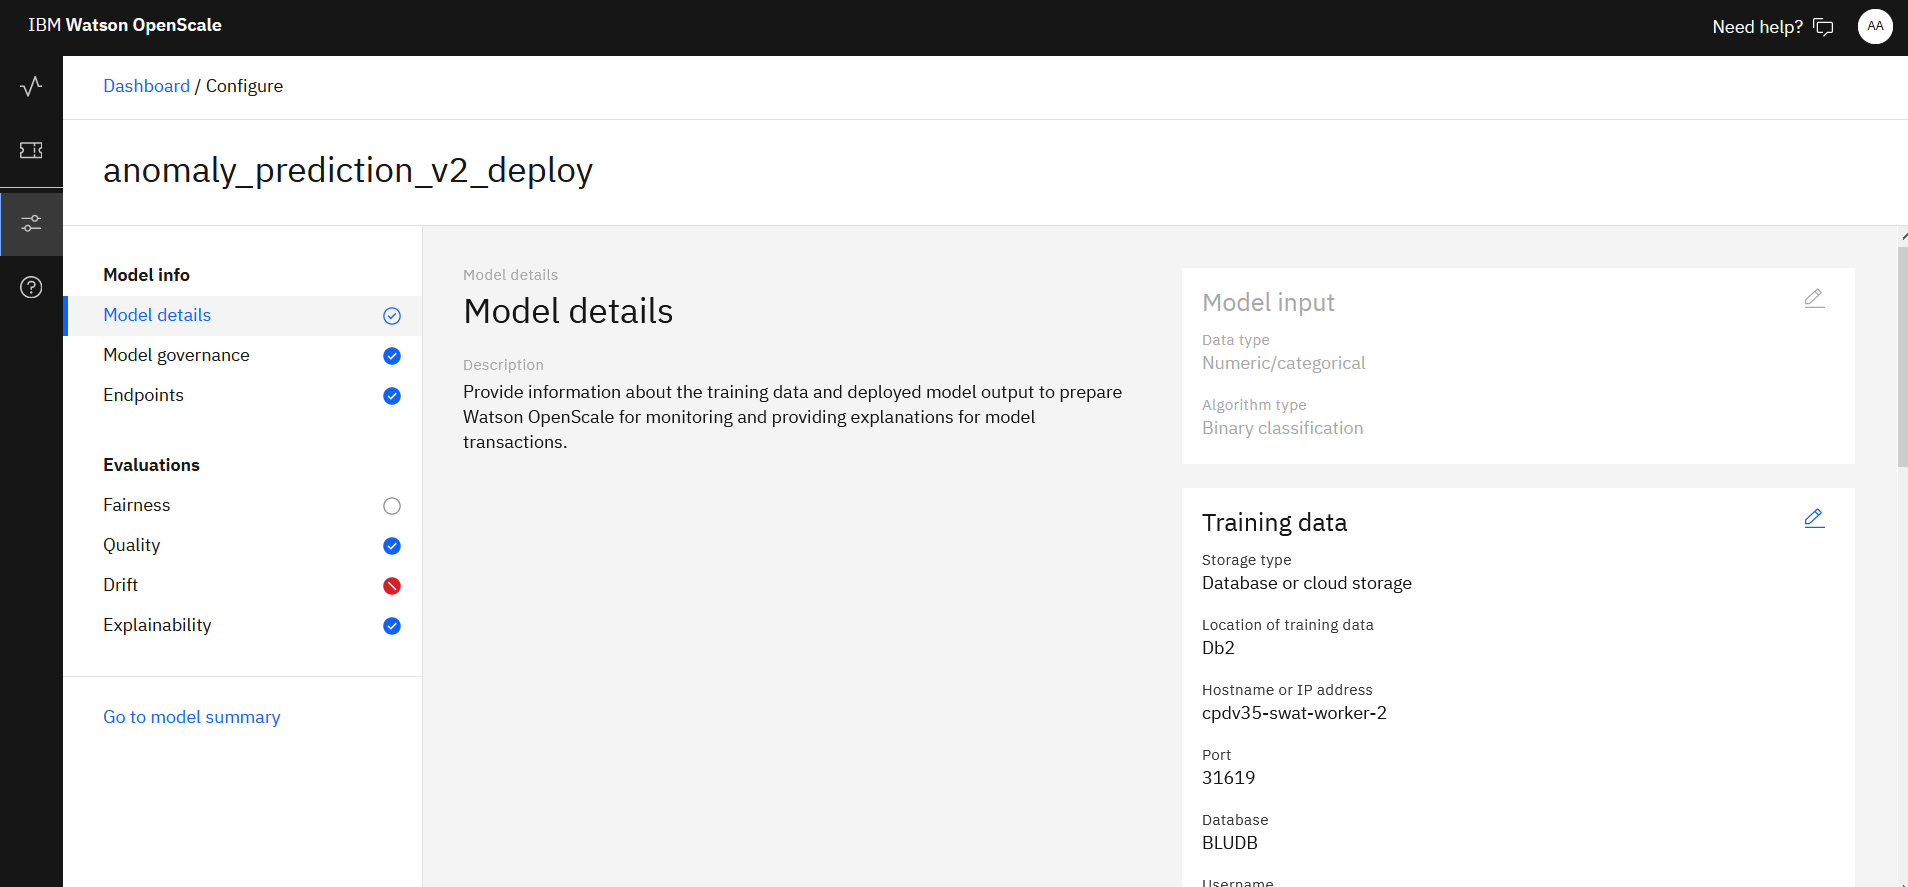 IBM Watson OpenScale
Need help?
AA
Dashboard / Configure
anomaly_prediction_v2_deploy
Model info
Model details
Model governance
Endpoints
Evaluations
Fairness
Quality
Drift
Explainability
Go to model summary
Model details
Model details
Description
Provide information about the training data and deployed model output to prepare
Watson OpenScale for monitoring and providing explanations for model
transactions.
Model input
Data type
Numeric/categorical
Algorithm type
Binary classification
Training data
Storage type
Database or cloud storage
Location of training data
Db2
Hostname or IP address
cpdv35-swat-worker-2
Port
31619
Database
BLUDB
Username